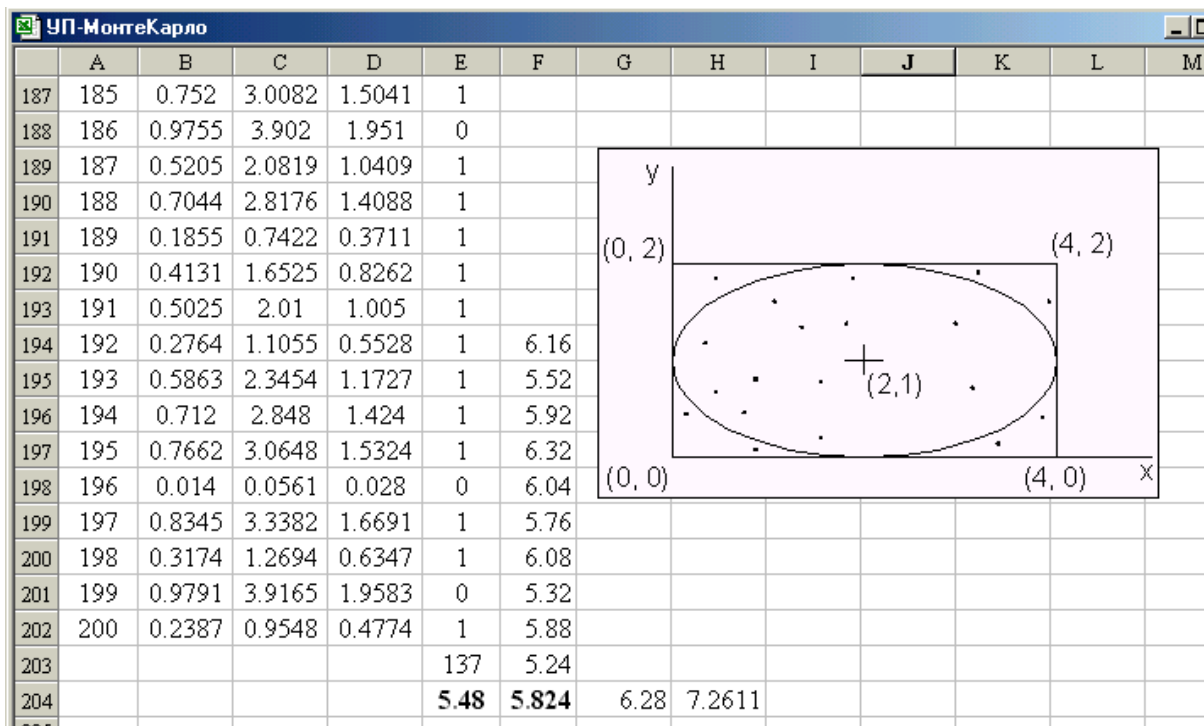 УП-МонтеКарло
A B C D E F G H I J K L M
187 185 0.752 3.0082 1.5041 1
188 186 0.9755 3.902 1.951 0
189 187 0.5205 2.0819 1.0409 1
190 188 0.7044 2.8176 1.4088 1
191 189 0.1855 0.7422 0.3711 1
192 190 0.4131 1.6525 0.8262 1
193 191 0.5025 2.01 1.005 1
194 192 0.2764 1.1055 0.5528 1 6.16
195 193 0.5863 2.3454 1.1727 1 5.52
196 194 0.712 2.848 1.424 1 5.92
197 195 0.7662 3.0648 1.5324 1 6.32
198 196 0.014 0.0561 0.028 0 6.04
199 197 0.8345 3.3382 1.6691 1 5.76
200 198 0.3174 1.2694 0.6347 1 6.08
201 199 0.9791 3.9165 1.9583 0 5.32
202 200 0.2387 0.9548 0.4774 1 5.88
203 137 5.24
204 5.48 5.824 6.28 7.2611
y
(0, 2) (4, 2)
(2,1)
(0, 0) (4, 0) x